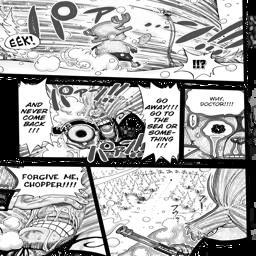 EEK!
!!?
AND
NEVER
COME
BACK
!!!
GO
AWAY!!!
GO TO
THE
SEA OR
SOME-
THING
!!!
WHY,
DOCTOR!!!!
FORGIVE ME,
CHOPPER!!!!